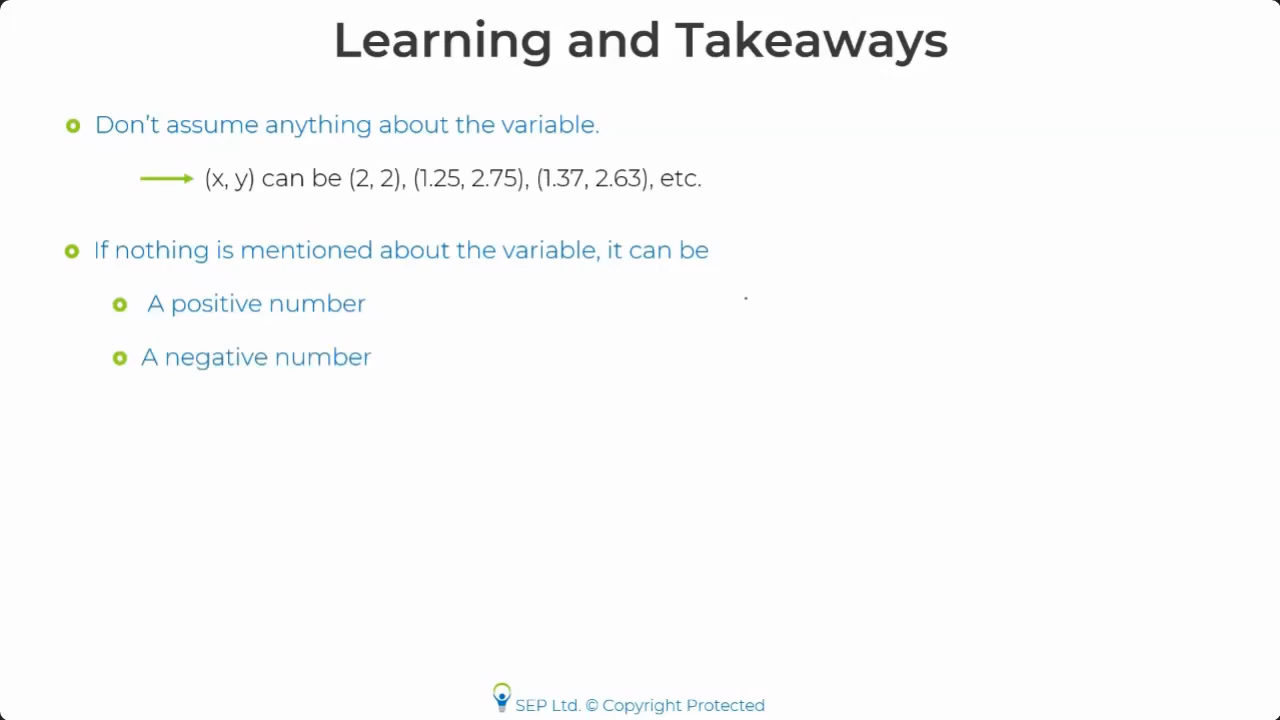 Learning and Takeaways
Don’t assume anything about the variable.
(x, y) can be (2, 2), (1.25, 2.75), (1.37, 2.63), etc.
If nothing is mentioned about the variable, it can be
A positive number
A negative number
SEP Ltd. © Copyright Protected